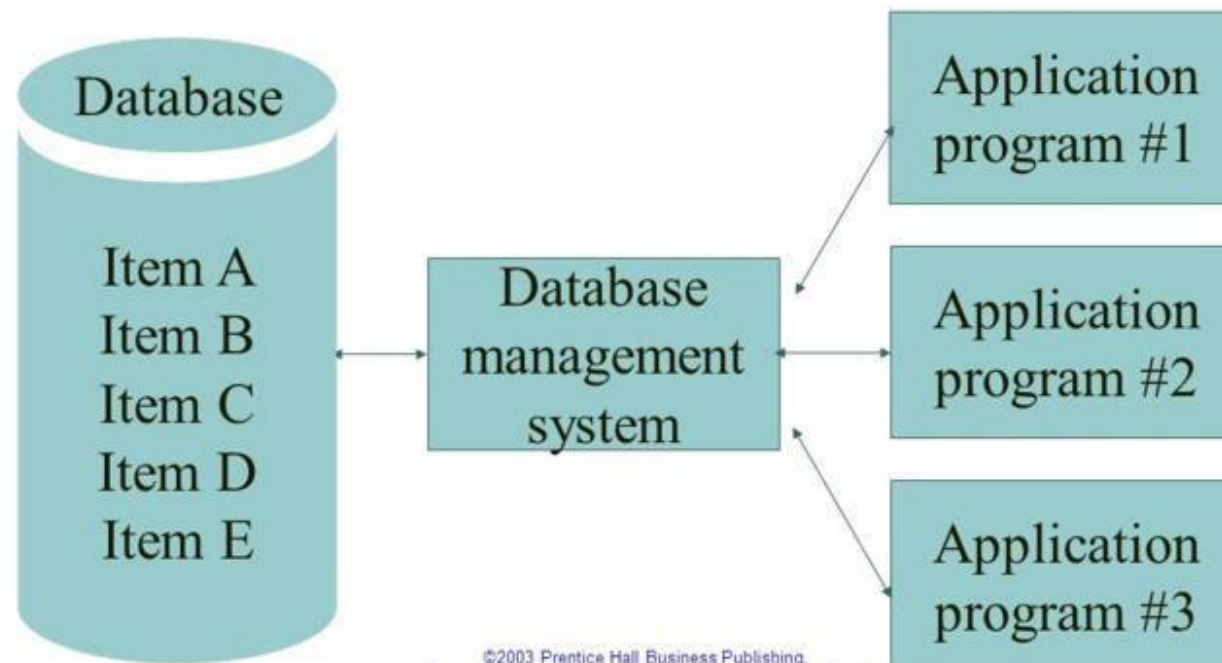 Database
Item A
Item B
Item C
Item D
Item E
Database
management
system
Application
program #1
Application
program #2
Application
program #3
©2003 Prentice Hall Business Publishing,